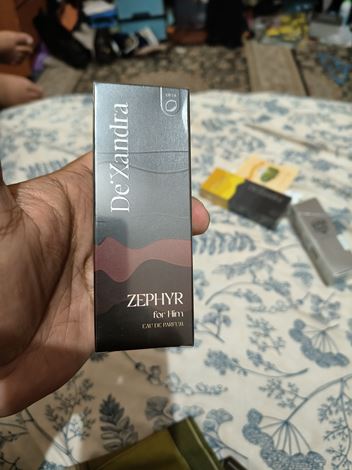 De'Xandra
ZEPHYR
for Him
EAU DE PARFUM